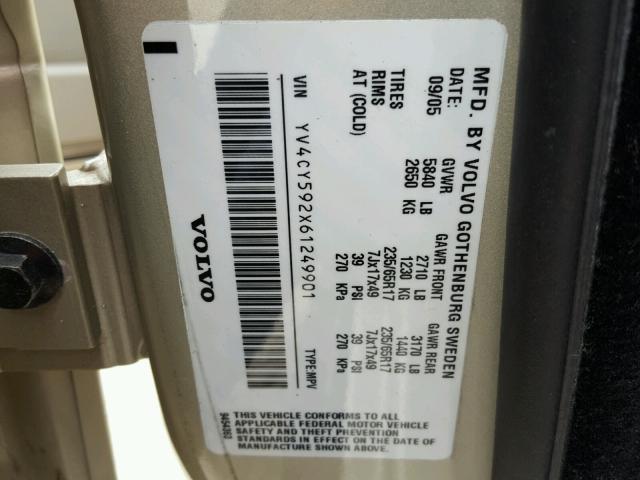 MFD. BY VOLVO GOTHENBURG SWEDEN
DATE: GVWR GAWR FRONT GAWR REAR
09/05 5840 LB 2710 LB 3170 LB
2650 KG 1230 KG 1440 KG
TIRES 235/65R17 235/65R17
RIMS 7Jx17x49 7Jx17x49
AT (COLD) 39 PSI 39 PSI
270 KPa 270 KPa
VIN YV4CY592X61249901 TYPE:MPV
VOLVO
THIS VEHICLE CONFORMS TO ALL
APPLICABLE FEDERAL MOTOR VEHICLE
SAFETY AND THEFT PREVENTION
STANDARDS IN EFFECT ON THE DATE OF
MANUFACTURE SHOWN ABOVE.